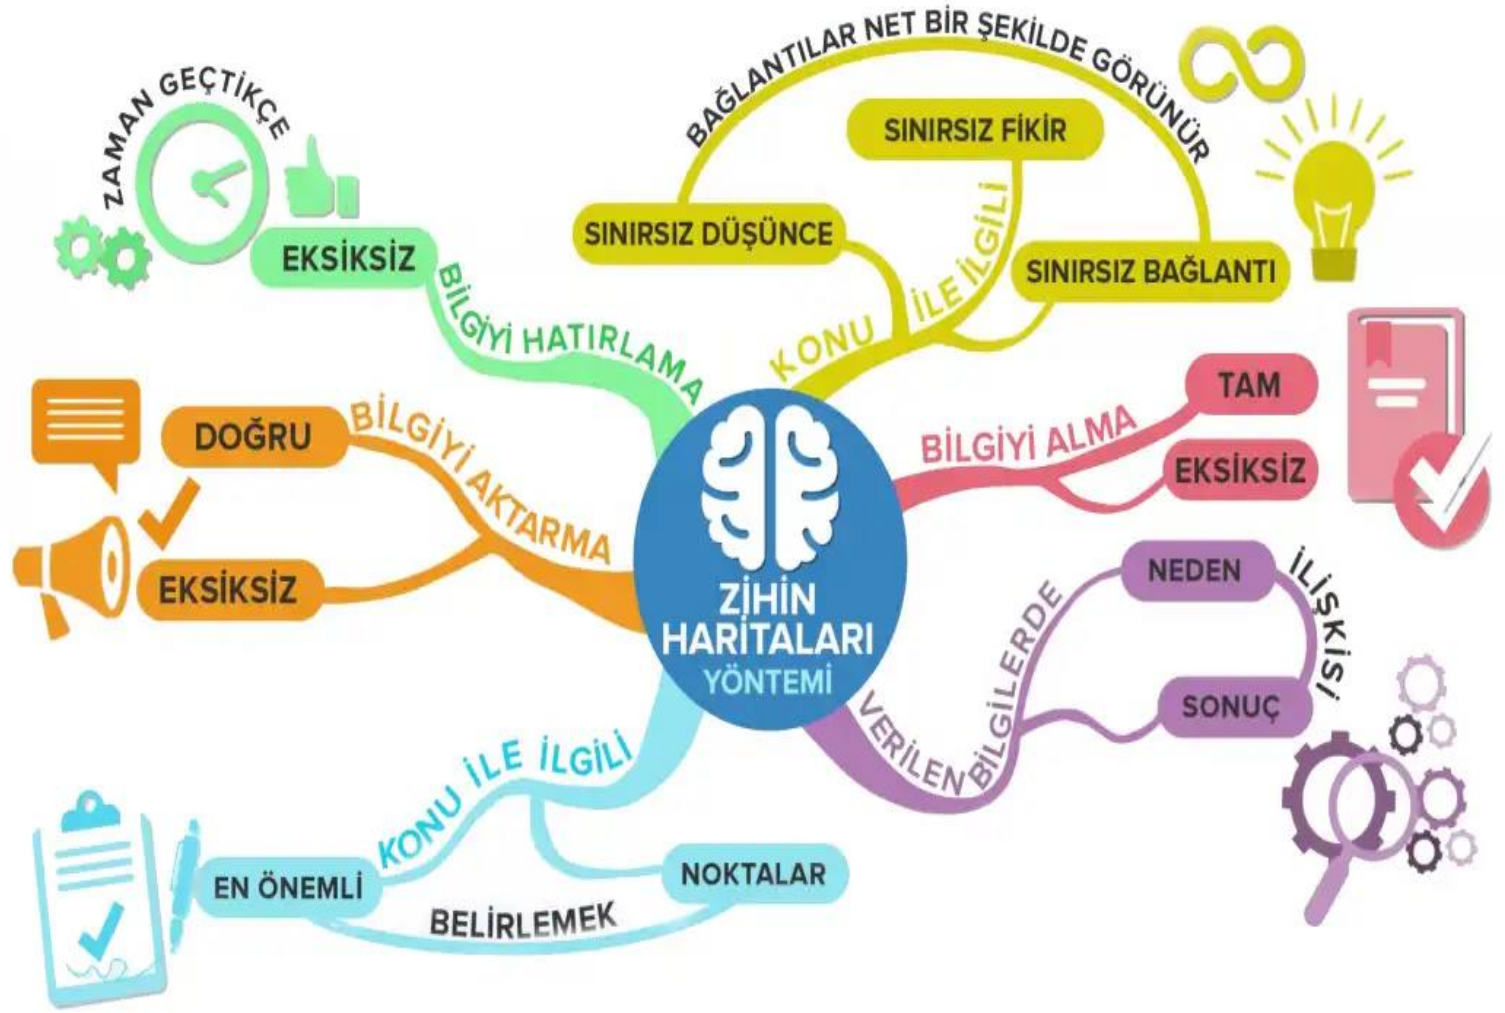 ZİHİN
HARİTALARI
YÖNTEMİ
KONU İLE İLGİLİ
SINIRSIZ DÜŞÜNCE
SINIRSIZ FİKİR
SINIRSIZ BAĞLANTI
BAĞLANTILAR NET BİR ŞEKİLDE GÖRÜNÜR
BİLGİYİ ALMA
TAM
EKSİKSİZ
VERİLEN BİLGİLERDE
NEDEN
SONUÇ
İLİŞKİSİ
KONU İLE İLGİLİ
EN ÖNEMLİ
NOKTALAR
BELİRLEMEK
BİLGİYİ AKTARMA
DOĞRU
EKSİKSİZ
BİLGİYİ HATIRLAMA
EKSİKSİZ
ZAMAN GEÇTİKÇE